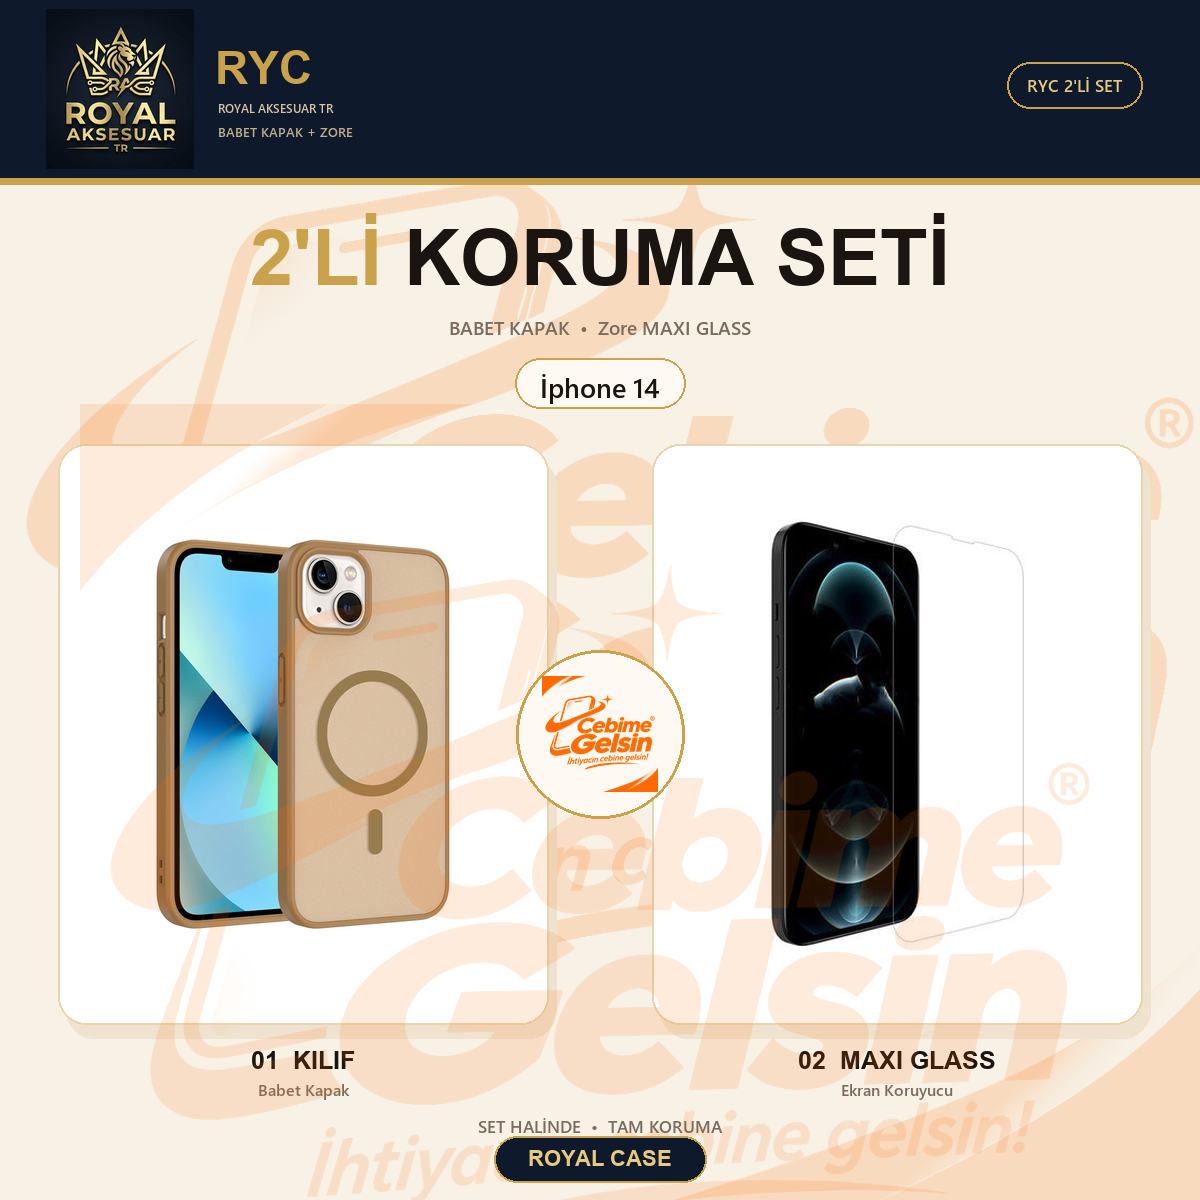 ROYAL
AKSESUAR
TR
RYC
ROYAL AKSESUAR TR
BABET KAPAK + ZORE
RYC 2'Lİ SET
2'Lİ KORUMA SETİ
BABET KAPAK • Zore MAXI GLASS
İphone 14
Cebime®
Gelsin
İhtiyacın cebine gelsin!
Cebime®
Gelsin
01 KILIF
Babet Kapak
02 MAXI GLASS
Ekran Koruyucu
SET HALİNDE • TAM KORUMA
ROYAL CASE